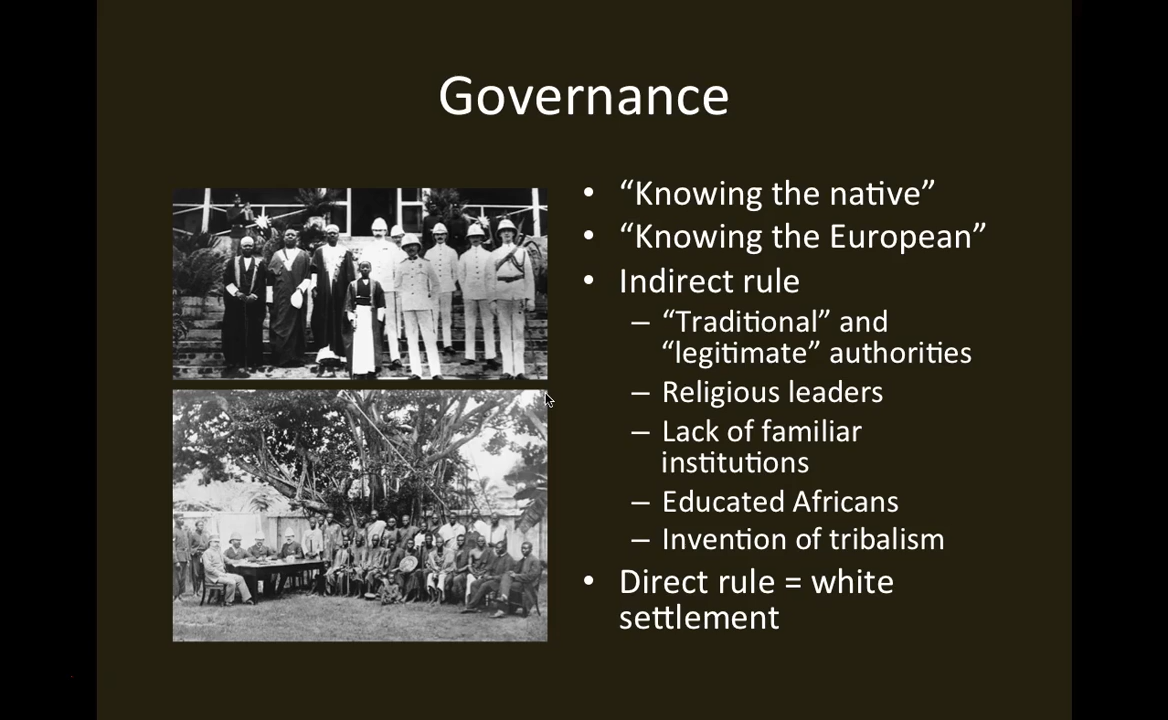 Governance
• “Knowing the native”
• “Knowing the European”
• Indirect rule
– “Traditional” and
“legitimate” authorities
– Religious leaders
– Lack of familiar
institutions
– Educated Africans
– Invention of tribalism
• Direct rule = white
settlement